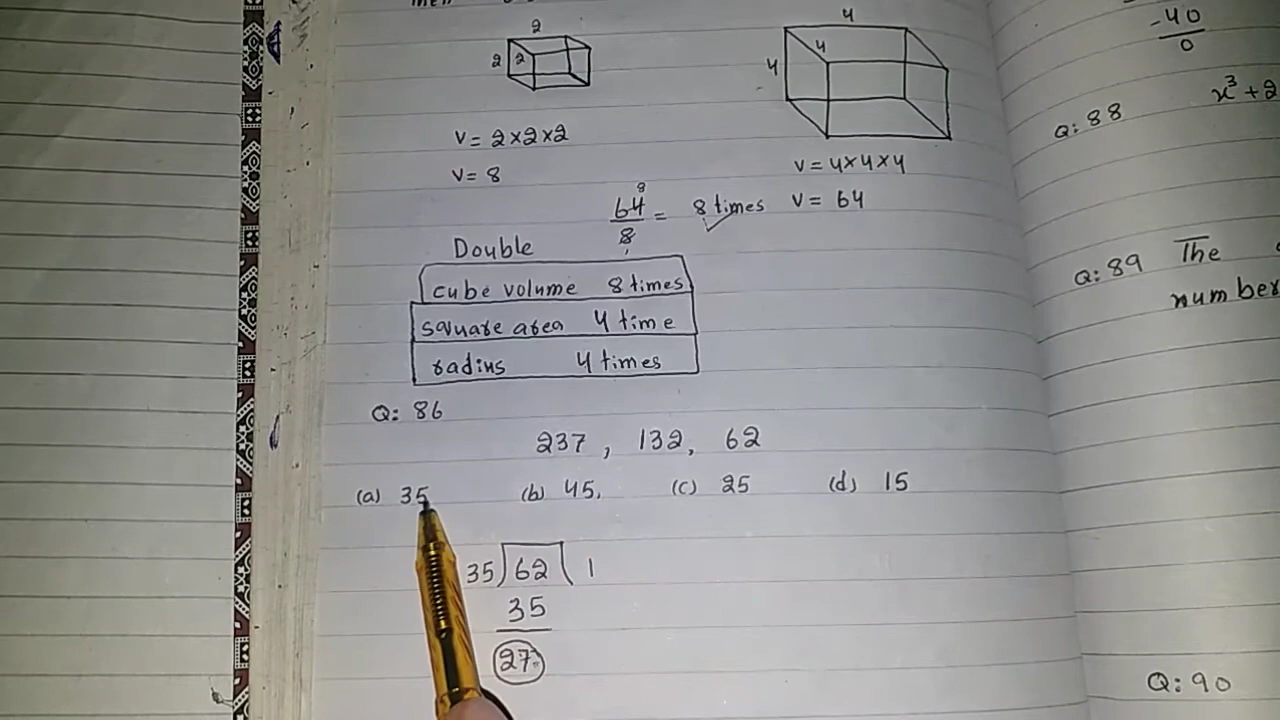 2
2 2
4
4
4
V = 2×2×2
V = 8
V = 4×4×4
V = 64
8
64
8
= 8 times
Double
cube volume 8 times
square area 4 time
radius 4 times
Q: 86
237 , 132, 62
(a) 35 (b) 45, (c) 25 (d) 15
35)62( 1
35
27
-40
0
Q: 88 x³ + 2
Q: 89 The
number
Q: 90